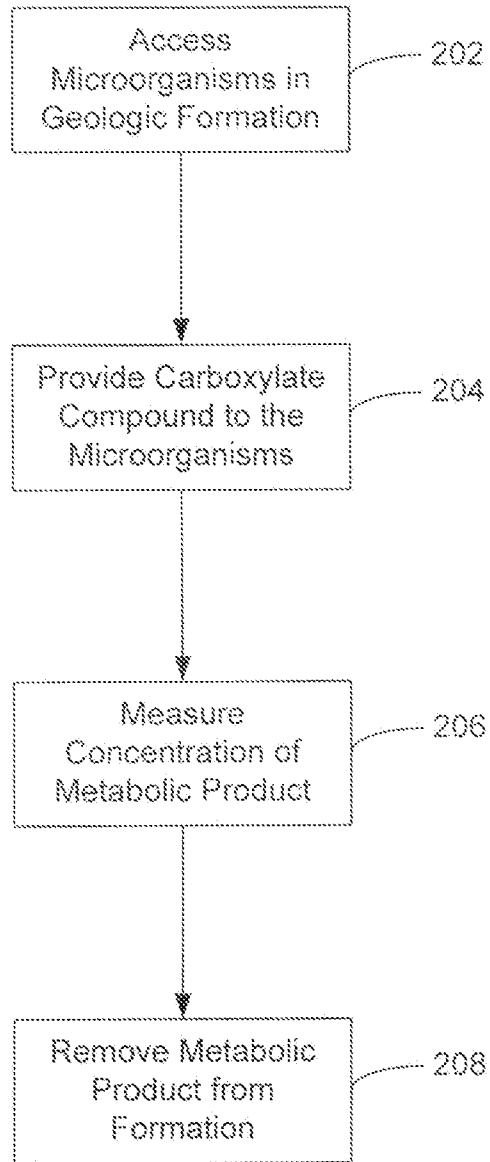 Access
Microorganisms in
Geologic Formation
202
Provide Carboxylate
Compound to the
Microorganisms
204
Measure
Concentration of
Metabolic Product
206
Remove Metabolic
Product from
Formation
208